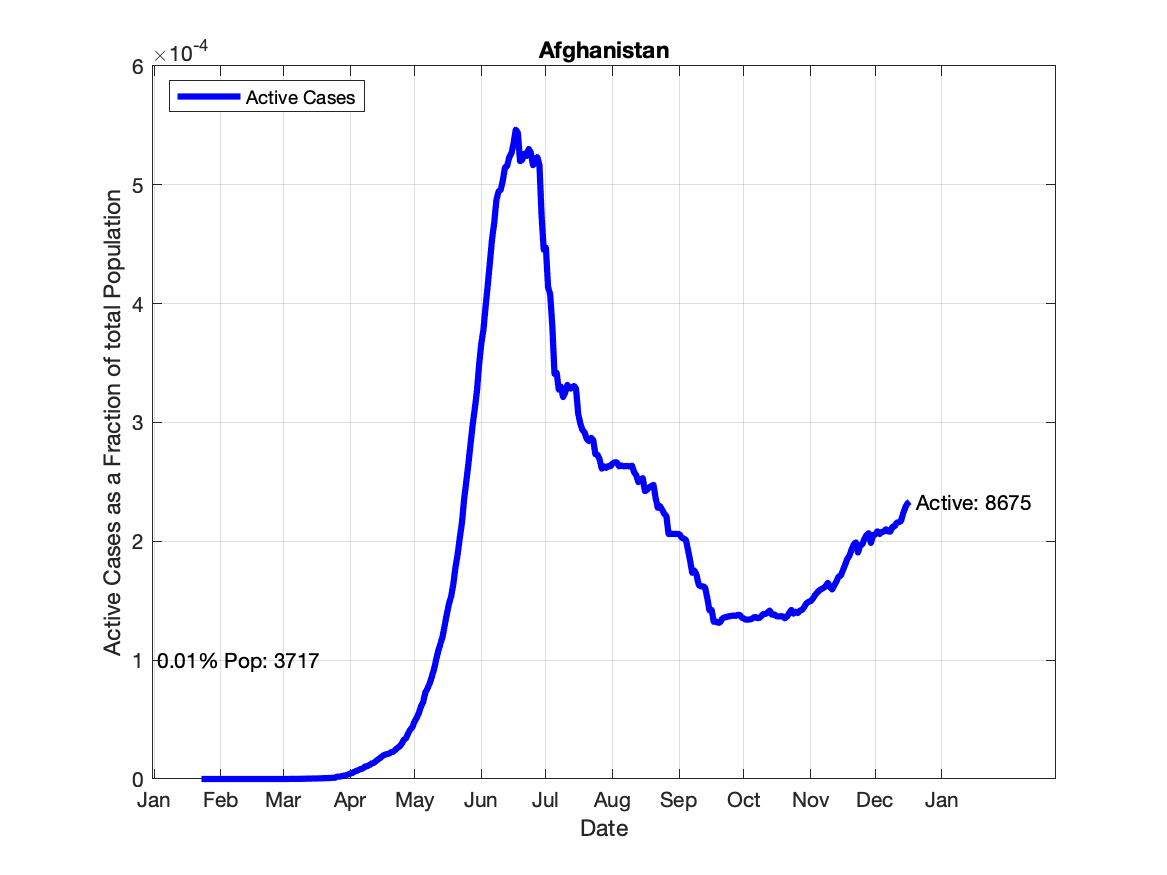 Afghanistan
×10^-4
Active Cases
6
5
4
3
2
1
0
Active Cases as a Fraction of total Population
0.01% Pop: 3717
Active: 8675
Jan Feb Mar Apr May Jun Jul Aug Sep Oct Nov Dec Jan
Date